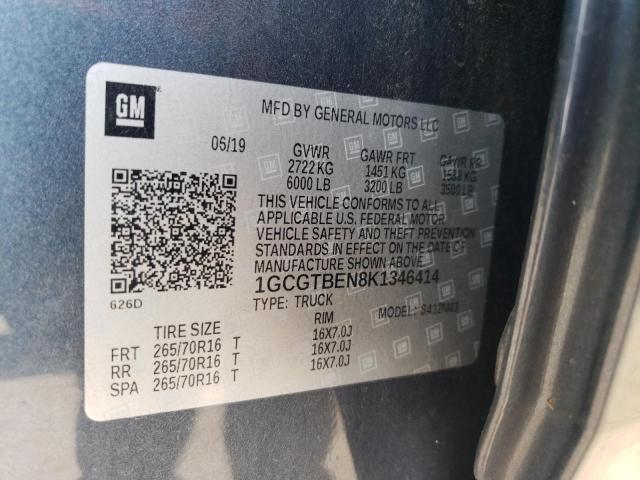 GM
MFD BY GENERAL MOTORS LLC
06/19
GVWR GAWR FRT GAWR RR
2722 KG 1451 KG 1588 KG
6000 LB 3200 LB 3500 LB
THIS VEHICLE CONFORMS TO ALL
APPLICABLE U.S. FEDERAL MOTOR
VEHICLE SAFETY AND THEFT PREVENTION
STANDARDS IN EFFECT ON THE DATE OF
MANUFACTURE SHOWN ABOVE.
1GCGTBEN8K1346414
626D
TYPE: TRUCK MODEL:
TIRE SIZE RIM
FRT 265/70R16 T 16X7.0J
RR 265/70R16 T 16X7.0J
SPA 265/70R16 T 16X7.0J